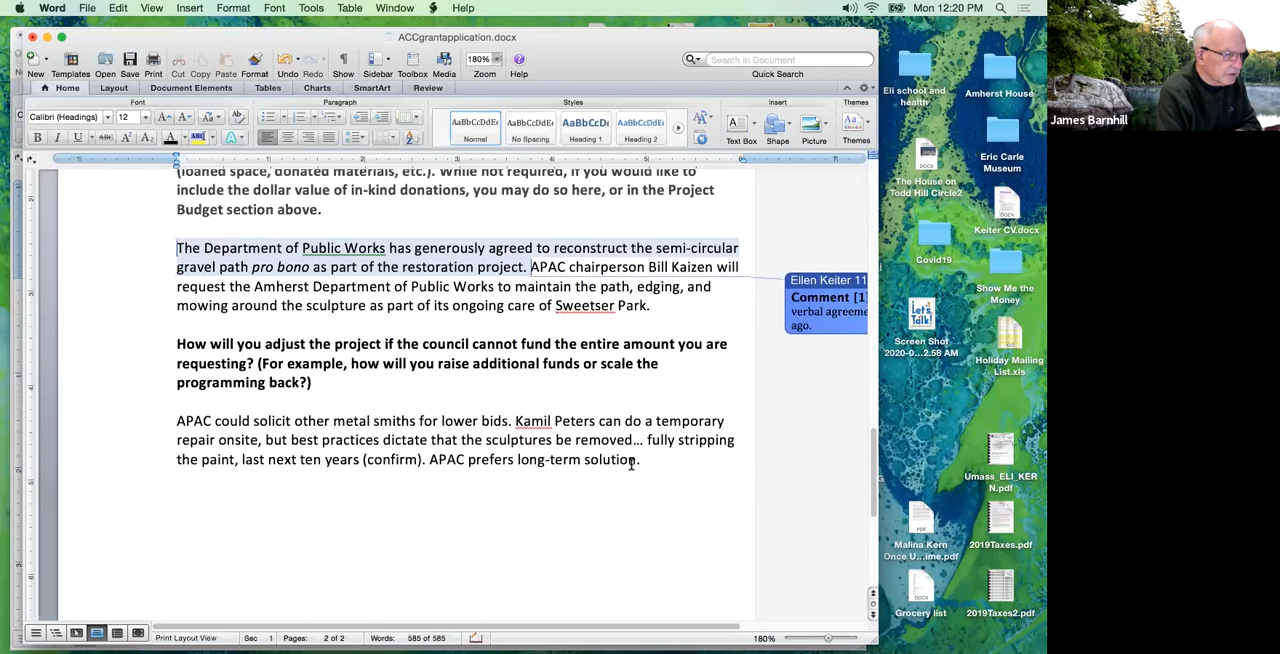 Word File Edit View Insert Format Font Tools Table Window Help
Mon 12:20 PM
ACCgrantapplication.docx
New Templates Open Save Print Cut Copy Paste Format Undo Redo Show Sidebar Toolbox Media Zoom Help
180%
Search in Document
Quick Search
Home Layout Document Elements Tables Charts SmartArt Review
Font Paragraph Styles Insert Themes
Calibri (Headings) 12
AaBbCcDdEe AaBbCcDdEe AaBbCcDc AaBbCcDdEe
Normal No Spacing Heading 1 Heading 2
Text Box Shape Picture Themes
(loaned space, donated materials, etc.). While not required, if you would like to
include the dollar value of in-kind donations, you may do so here, or in the Project
Budget section above.
The Department of Public Works has generously agreed to reconstruct the semi-circular
gravel path pro bono as part of the restoration project. APAC chairperson Bill Kaizen will
request the Amherst Department of Public Works to maintain the path, edging, and
mowing around the sculpture as part of its ongoing care of Sweetser Park.
How will you adjust the project if the council cannot fund the entire amount you are
requesting? (For example, how will you raise additional funds or scale the
programming back?)
APAC could solicit other metal smiths for lower bids. Kamil Peters can do a temporary
repair onsite, but best practices dictate that the sculptures be removed... fully stripping
the paint, last next ten years (confirm). APAC prefers long-term solution.
Ellen Keiter 11
Comment [1]
verbal agreeme
ago.
Print Layout View Sec 1 Pages: 2 of 2 Words: 585 of 585 180%
Eli school and
health
Amherst House
The House on
Todd Hill Circle2
Eric Carle
Museum
Keiter CV.docx
Covid19
Show Me the
Money
Let's
Talk!
Screen Shot
2020-0...2.58 AM
Holiday Mailing
List.xls
Umass_ELI_KER
N.pdf
Malina Kern
Once U...ime.pdf
2019Taxes.pdf
Grocery list
2019Taxes2.pdf
James Barnhill